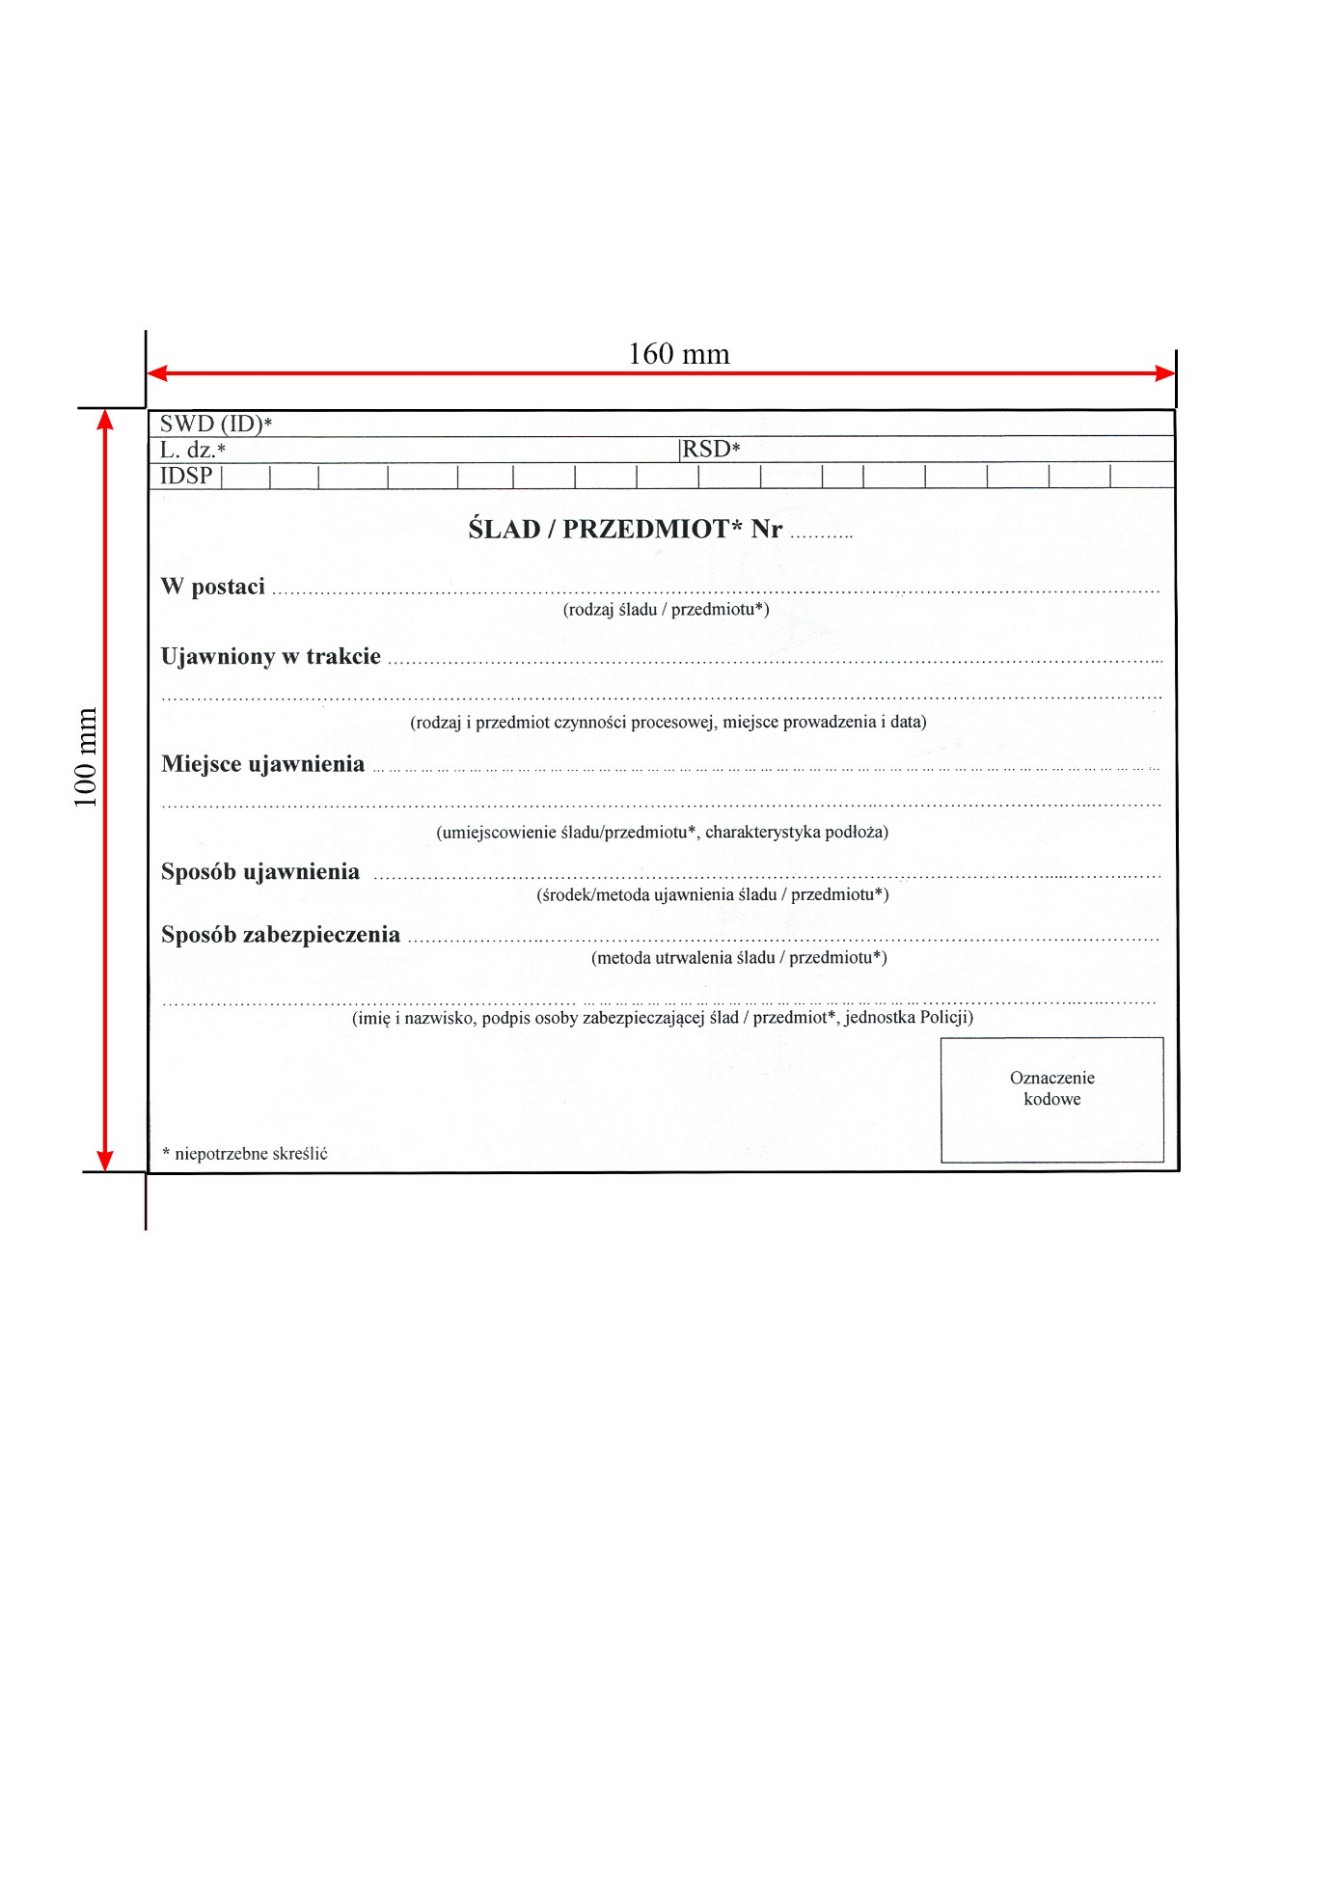 160 mm
SWD (ID)*
L. dz.* RSD*
IDSP
ŚLAD / PRZEDMIOT* Nr ...........
W postaci ..........................................................................................
(rodzaj śladu / przedmiotu*)
Ujawniony w trakcie ..........................................................................................
..........................................................................................
(rodzaj i przedmiot czynności procesowej, miejsce prowadzenia i data)
100 mm
Miejsce ujawnienia ..........................................................................................
..........................................................................................
(umiejscowienie śladu/przedmiotu*, charakterystyka podłoża)
Sposób ujawnienia ..........................................................................................
(środek/metoda ujawnienia śladu / przedmiotu*)
Sposób zabezpieczenia ..........................................................................................
(metoda utrwalenia śladu / przedmiotu*)
..........................................................................................
(imię i nazwisko, podpis osoby zabezpieczającej ślad / przedmiot*, jednostka Policji)
Oznaczenie
kodowe
* niepotrzebne skreślić